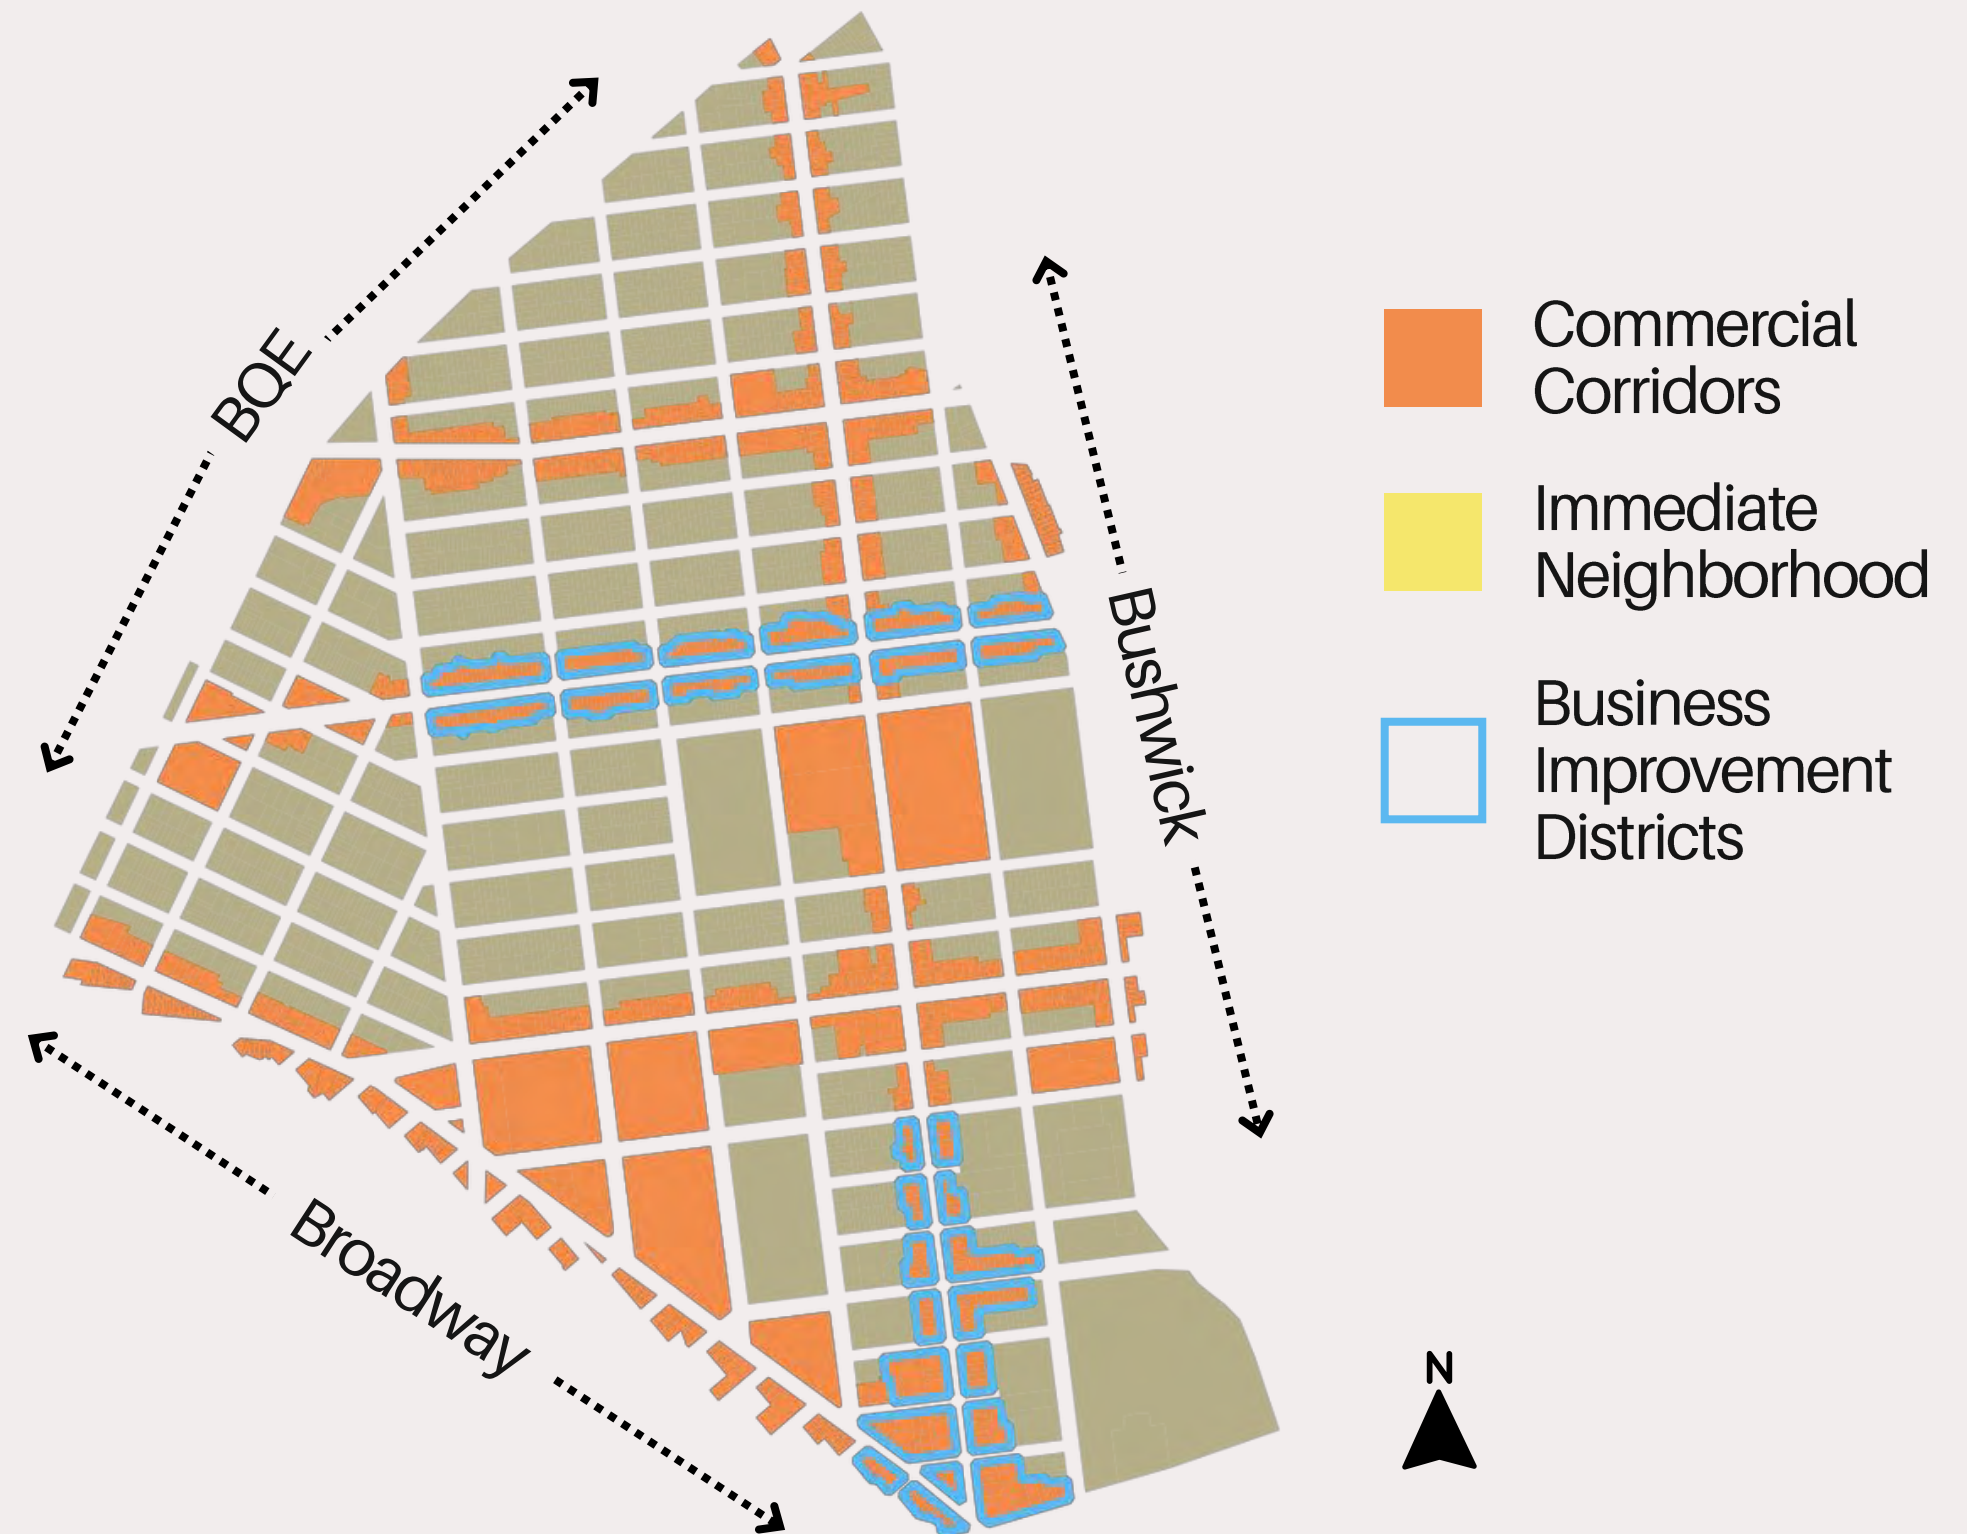 BQE
Bushwick
Broadway
Commercial
Corridors
Immediate
Neighborhood
Business
Improvement
Districts
N